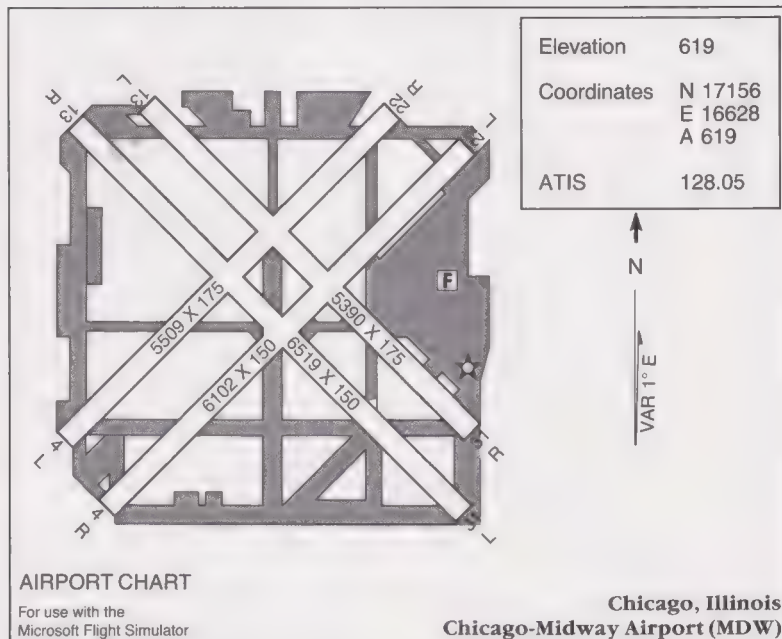 Elevation 619
Coordinates N 17156
E 16628
A 619
ATIS 128.05
N
VAR 1° E
13
R
13
L
22
R
22
L
F
5509 X 175
6102 X 150
6519 X 150
5390 X 175
4
L
4
R
31
R
31
L
AIRPORT CHART
For use with the
Microsoft Flight Simulator
Chicago, Illinois
Chicago-Midway Airport (MDW)